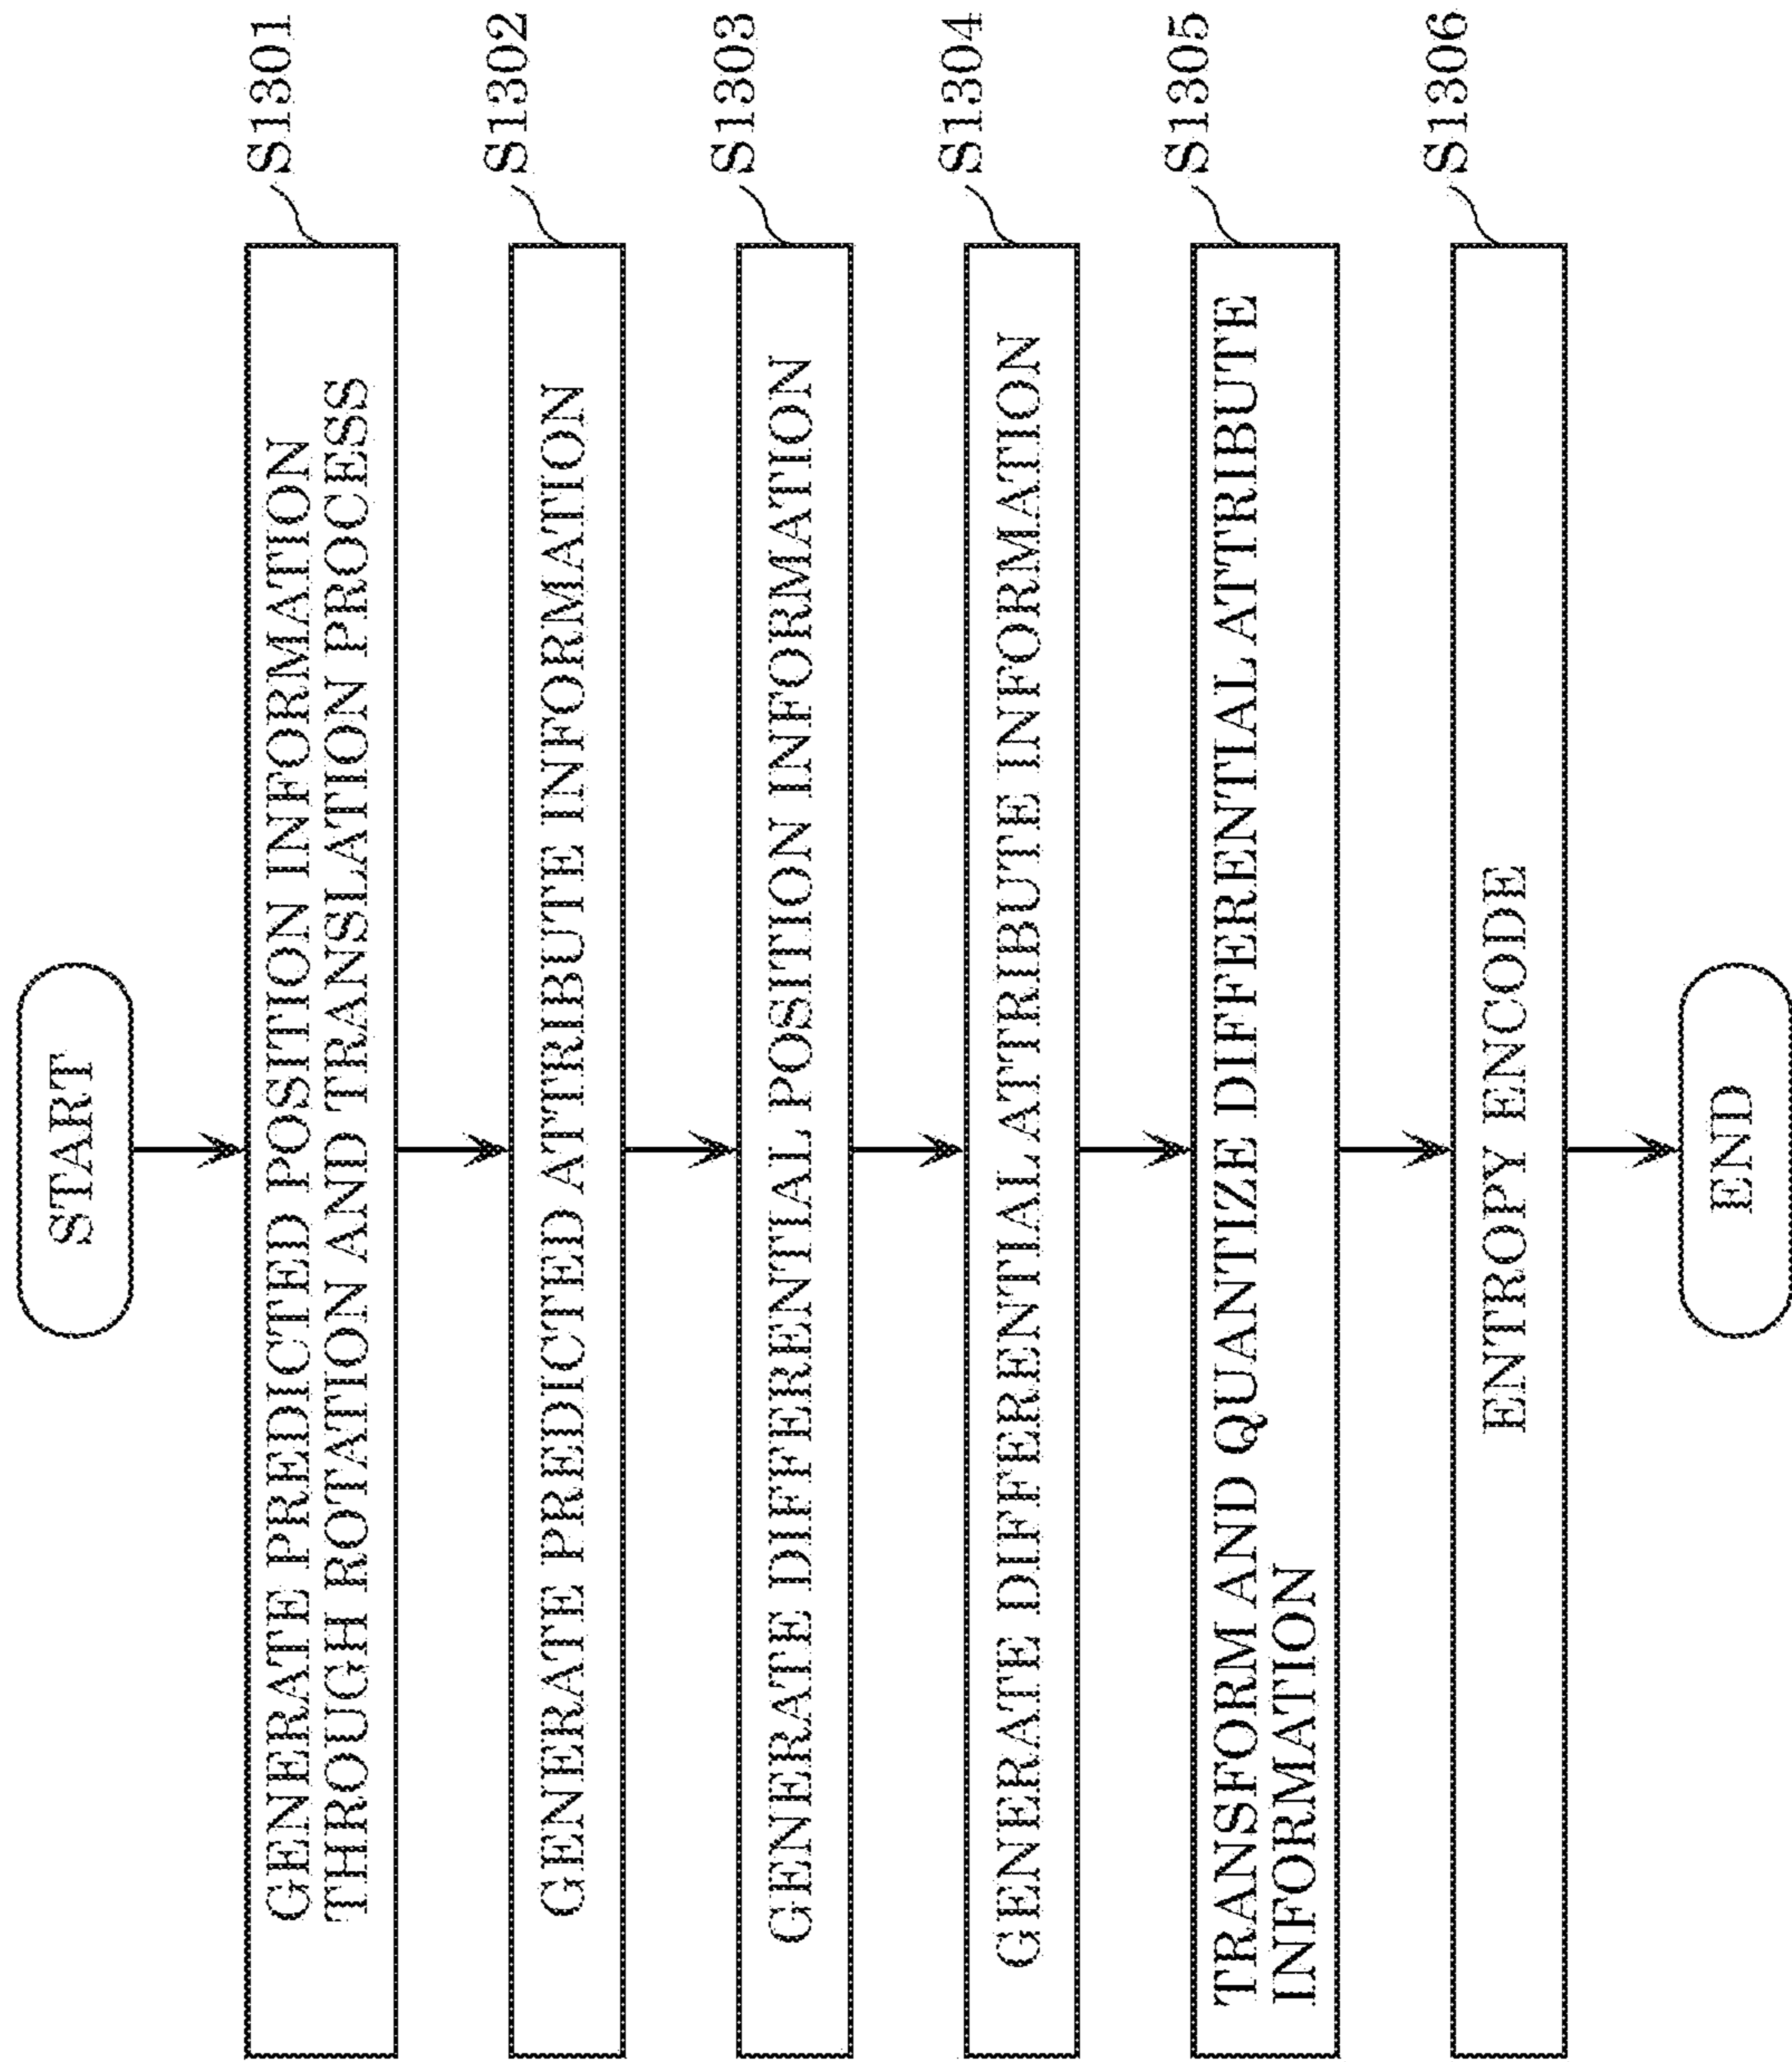 START
S1301
GENERATE PREDICTED POSITION INFORMATION
THROUGH ROTATION AND TRANSLATION PROCESS
S1302
GENERATE PREDICTED ATTRIBUTE INFORMATION
S1303
GENERATE DIFFERENTIAL POSITION INFORMATION
S1304
GENERATE DIFFERENTIAL ATTRIBUTE INFORMATION
S1305
TRANSFORM AND QUANTIZE DIFFERENTIAL ATTRIBUTE
INFORMATION
S1306
ENTROPY ENCODE
END